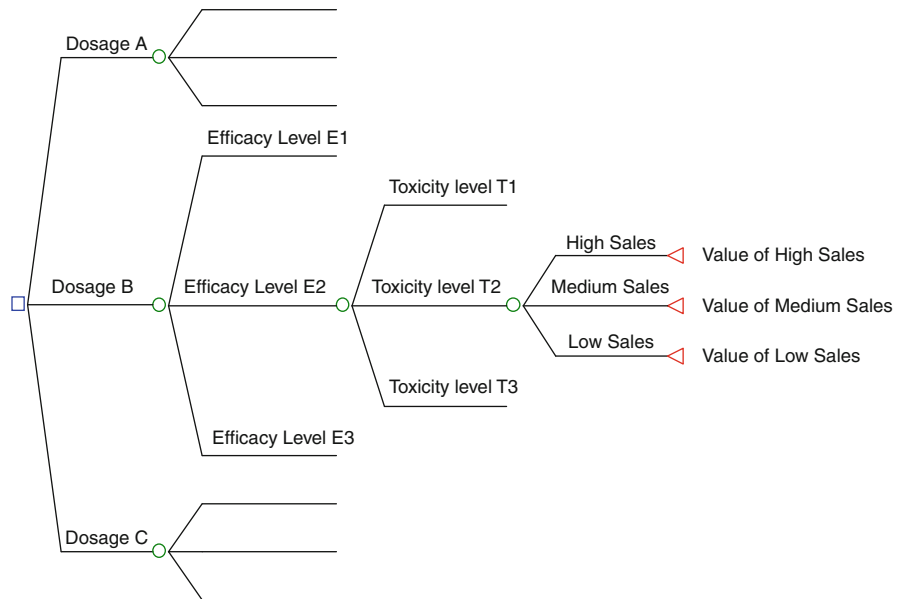 Dosage A
Efficacy Level E1
Toxicity level T1
High Sales
Value of High Sales
Dosage B
Efficacy Level E2
Toxicity level T2
Medium Sales
Value of Medium Sales
Low Sales
Value of Low Sales
Toxicity level T3
Efficacy Level E3
Dosage C